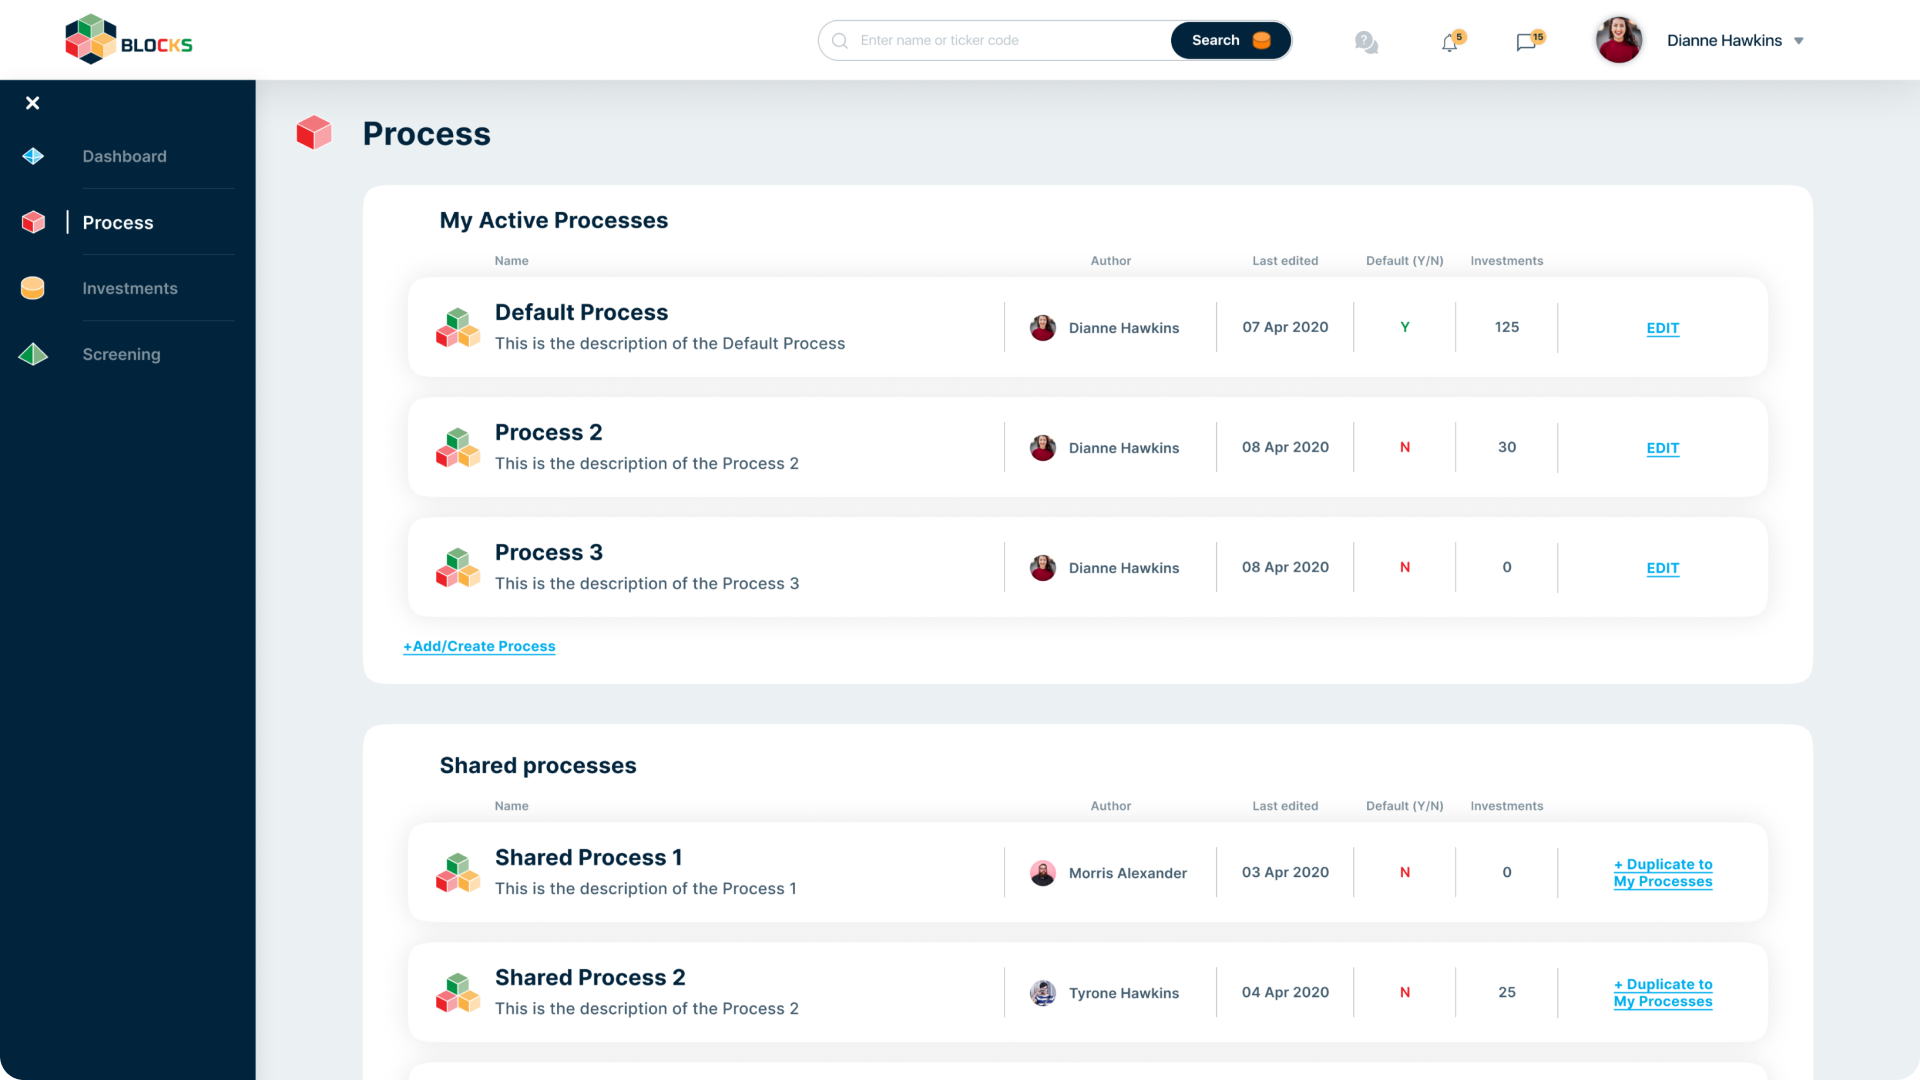 BLOCKS
Enter name or ticker code
Search
?
5
15
Dianne Hawkins
Dashboard
Process
Investments
Screening
Process
My Active Processes
Name Author Last edited Default (Y/N) Investments
Default Process
This is the description of the Default Process
Dianne Hawkins 07 Apr 2020 Y 125 EDIT
Process 2
This is the description of the Process 2
Dianne Hawkins 08 Apr 2020 N 30 EDIT
Process 3
This is the description of the Process 3
Dianne Hawkins 08 Apr 2020 N 0 EDIT
+Add/Create Process
Shared processes
Name Author Last edited Default (Y/N) Investments
Shared Process 1
This is the description of the Process 1
Morris Alexander 03 Apr 2020 N 0
+ Duplicate to
My Processes
Shared Process 2
This is the description of the Process 2
Tyrone Hawkins 04 Apr 2020 N 25
+ Duplicate to
My Processes